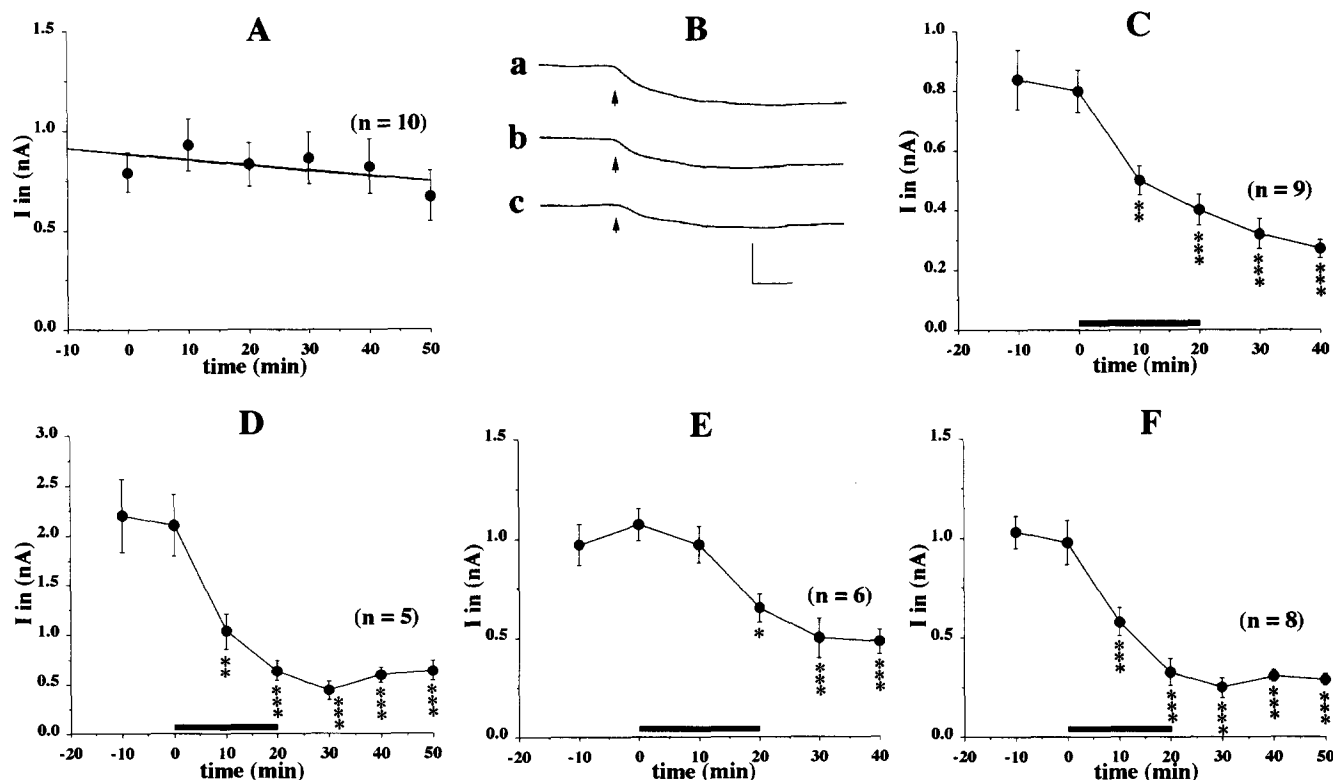 A
I in (nA)
1.5
1.0
0.5
0.0
(n = 10)
-10 0 10 20 30 40 50
time (min)
B
a
b
c
C
I in (nA)
1.0
0.8
0.6
0.4
0.2
0.0
(n = 9)
**
***
***
***
-20 -10 0 10 20 30 40
time (min)
D
I in (nA)
3.0
2.5
2.0
1.5
1.0
0.5
0.0
(n = 5)
**
***
***
***
***
-20 -10 0 10 20 30 40 50
time (min)
E
I in (nA)
1.5
1.0
0.5
0.0
(n = 6)
*
***
***
-20 -10 0 10 20 30 40
time (min)
F
I in (nA)
1.5
1.0
0.5
0.0
(n = 8)
***
***
***
***
***
-20 -10 0 10 20 30 40 50
time (min)